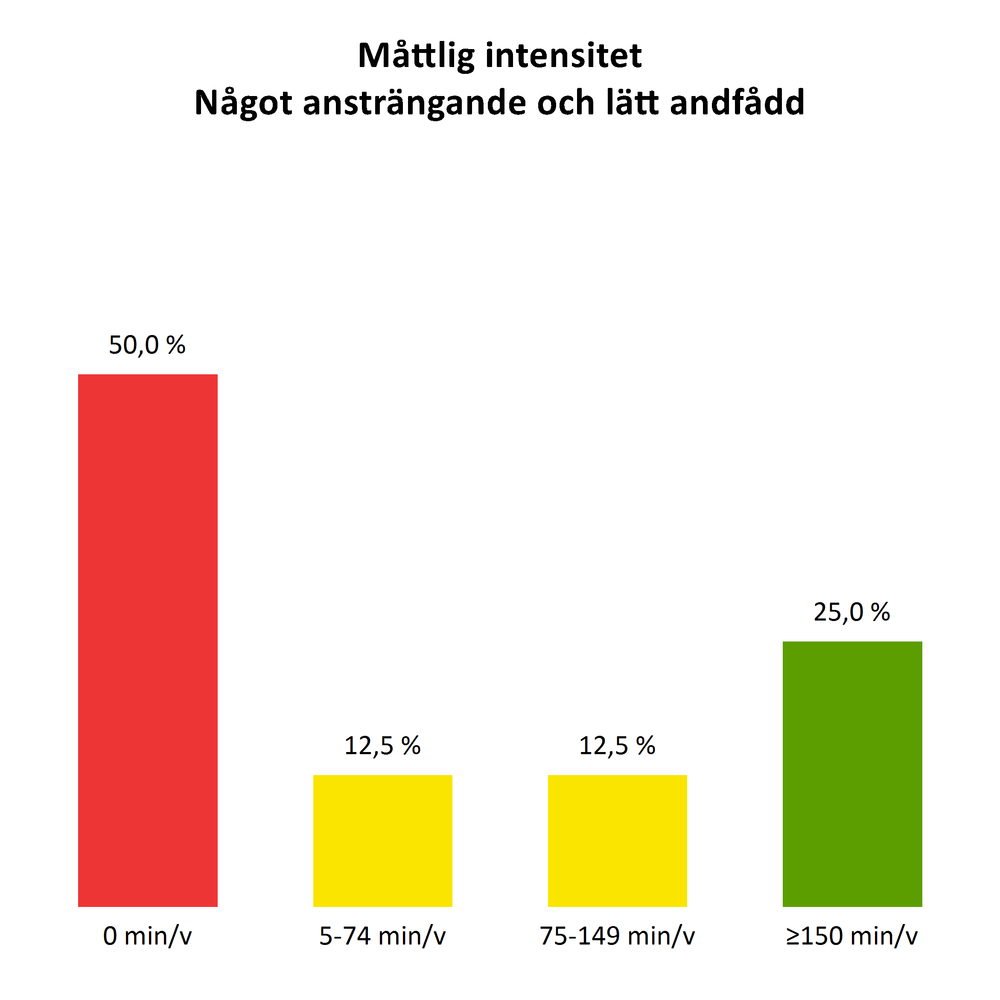 Måttlig intensitet
Något ansträngande och lätt andfådd
50,0 %
25,0 %
12,5 %
12,5 %
0 min/v
5-74 min/v
75-149 min/v
≥150 min/v